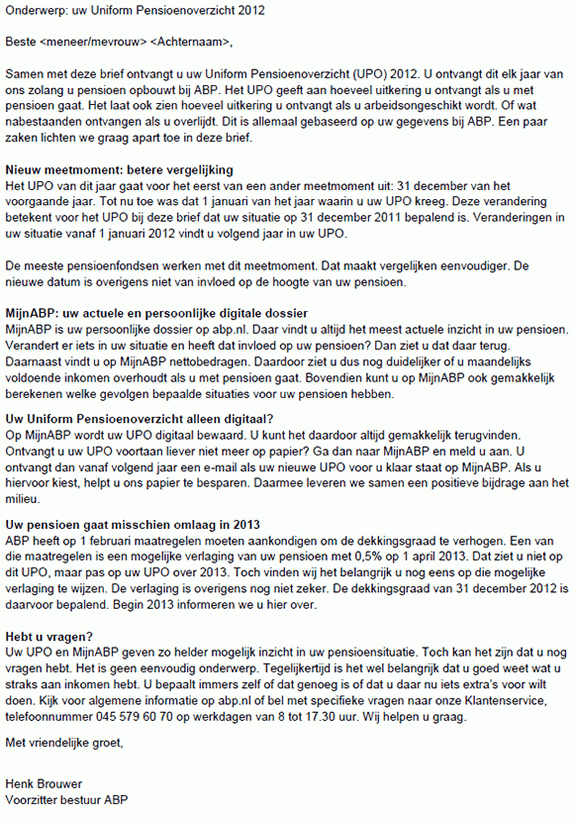 Onderwerp: uw Uniform Pensioenoverzicht 2012
Beste <meneer/mevrouw> <Achternaam>,
Samen met deze brief ontvangt u uw Uniform Pensioenoverzicht (UPO) 2012. U ontvangt dit elk jaar van
ons zolang u pensioen opbouwt bij ABP. Het UPO geeft aan hoeveel uitkering u ontvangt als u met
pensioen gaat. Het laat ook zien hoeveel uitkering u ontvangt als u arbeidsongeschikt wordt. Of wat
nabestaanden ontvangen als u overlijdt. Dit is allemaal gebaseerd op uw gegevens bij ABP. Een paar
zaken lichten we graag apart toe in deze brief.
Nieuw meetmoment: betere vergelijking
Het UPO van dit jaar gaat voor het eerst van een ander meetmoment uit: 31 december van het
voorgaande jaar. Tot nu toe was dat 1 januari van het jaar waarin u uw UPO kreeg. Deze verandering
betekent voor het UPO bij deze brief dat uw situatie op 31 december 2011 bepalend is. Veranderingen in
uw situatie vanaf 1 januari 2012 vindt u volgend jaar in uw UPO.
De meeste pensioenfondsen werken met dit meetmoment. Dat maakt vergelijken eenvoudiger. De
nieuwe datum is overigens niet van invloed op de hoogte van uw pensioen.
MijnABP: uw actuele en persoonlijke digitale dossier
MijnABP is uw persoonlijke dossier op abp.nl. Daar vindt u altijd het meest actuele inzicht in uw pensioen.
Verandert er iets in uw situatie en heeft dat invloed op uw pensioen? Dan ziet u dat daar terug.
Daarnaast vindt u op MijnABP nettobedragen. Daardoor ziet u dus nog duidelijker of u maandelijks
voldoende inkomen overhoudt als u met pensioen gaat. Bovendien kunt u op MijnABP ook gemakkelijk
berekenen welke gevolgen bepaalde situaties voor uw pensioen hebben.
Uw Uniform Pensioenoverzicht alleen digitaal?
Op MijnABP wordt uw UPO digitaal bewaard. U kunt het daardoor altijd gemakkelijk terugvinden.
Ontvangt u uw UPO voortaan liever niet meer op papier? Ga dan naar MijnABP en meld u aan. U
ontvangt dan vanaf volgend jaar een e-mail als uw nieuwe UPO voor u klaar staat op MijnABP. Als u
hiervoor kiest, helpt u ons papier te besparen. Daarmee leveren we samen een positieve bijdrage aan het
milieu.
Uw pensioen gaat misschien omlaag in 2013
ABP heeft op 1 februari maatregelen moeten aankondigen om de dekkingsgraad te verhogen. Een van
die maatregelen is een mogelijke verlaging van uw pensioen met 0,5% op 1 april 2013. Dat ziet u niet op
dit UPO, maar pas op uw UPO over 2013. Toch vinden wij het belangrijk u nog eens op die mogelijke
verlaging te wijzen. De verlaging is overigens nog niet zeker. De dekkingsgraad van 31 december 2012 is
daarvoor bepalend. Begin 2013 informeren we u hier over.
Hebt u vragen?
Uw UPO en MijnABP geven zo helder mogelijk inzicht in uw pensioensituatie. Toch kan het zijn dat u nog
vragen hebt. Het is geen eenvoudig onderwerp. Tegelijkertijd is het wel belangrijk dat u goed weet wat u
straks aan inkomen hebt. U bepaalt immers zelf of dat genoeg is of dat u daar nu iets extra's voor wilt
doen. Kijk voor algemene informatie op abp.nl of bel met specifieke vragen naar onze Klantenservice,
telefoonnummer 045 579 60 70 op werkdagen van 8 tot 17.30 uur. Wij helpen u graag.
Met vriendelijke groet,
Henk Brouwer
Voorzitter bestuur ABP